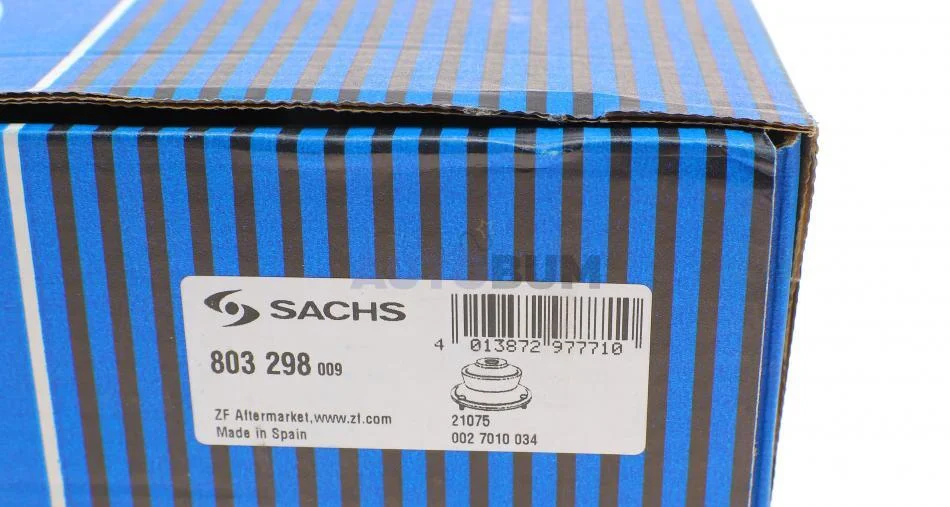 AUTOBUM
SACHS
4 013872 977710
803 298 009
21075
ZF Aftermarket,www.zf.com
002 7010 034
Made in Spain